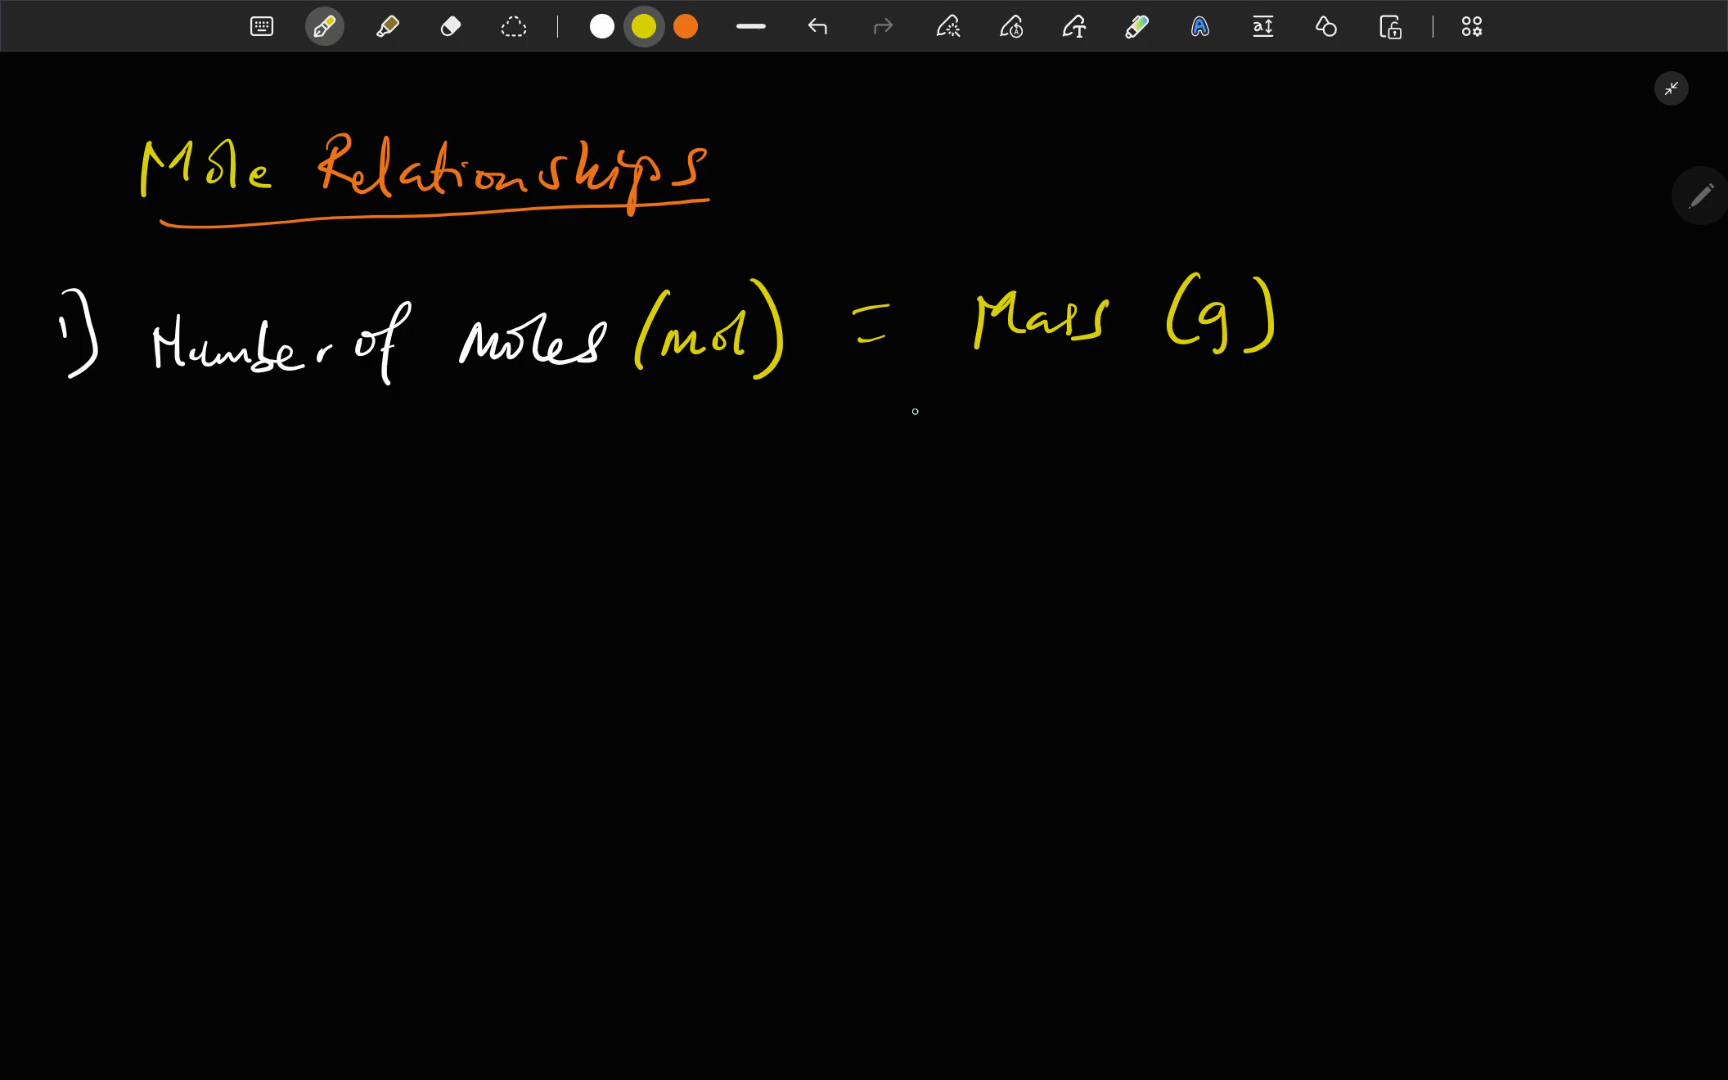 Mole Relationships
1) Number of moles (mol) = Mass (g)